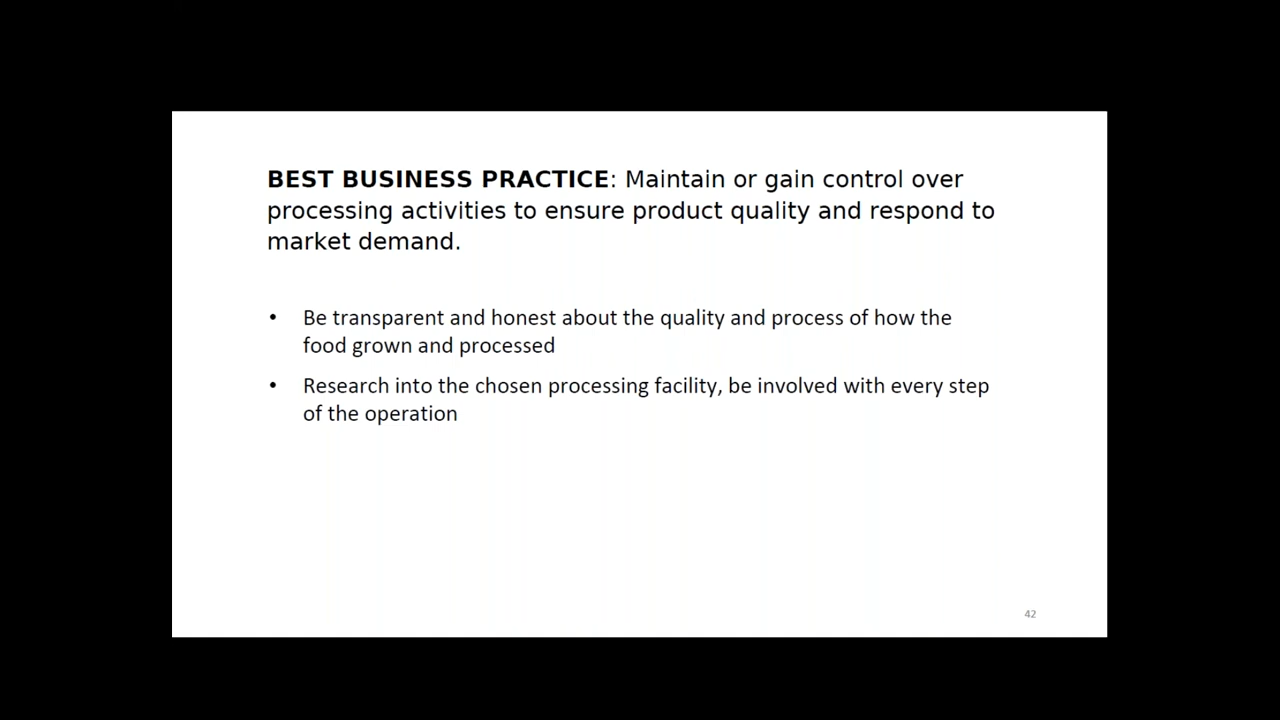 BEST BUSINESS PRACTICE: Maintain or gain control over
processing activities to ensure product quality and respond to
market demand.
• Be transparent and honest about the quality and process of how the
food grown and processed
• Research into the chosen processing facility, be involved with every step
of the operation
42